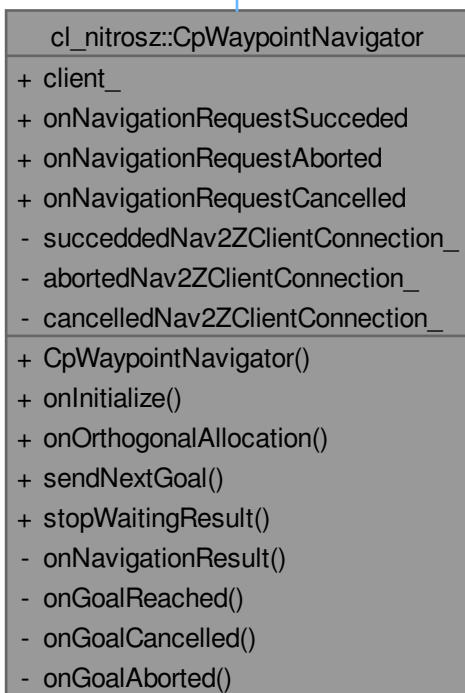 cl_nitrosz::CpWaypointNavigator
+ client_
+ onNavigationRequestSucceded
+ onNavigationRequestAborted
+ onNavigationRequestCancelled
- succeddedNav2ZClientConnection_
- abortedNav2ZClientConnection_
- cancelledNav2ZClientConnection_
+ CpWaypointNavigator()
+ onInitialize()
+ onOrthogonalAllocation()
+ sendNextGoal()
+ stopWaitingResult()
- onNavigationResult()
- onGoalReached()
- onGoalCancelled()
- onGoalAborted()